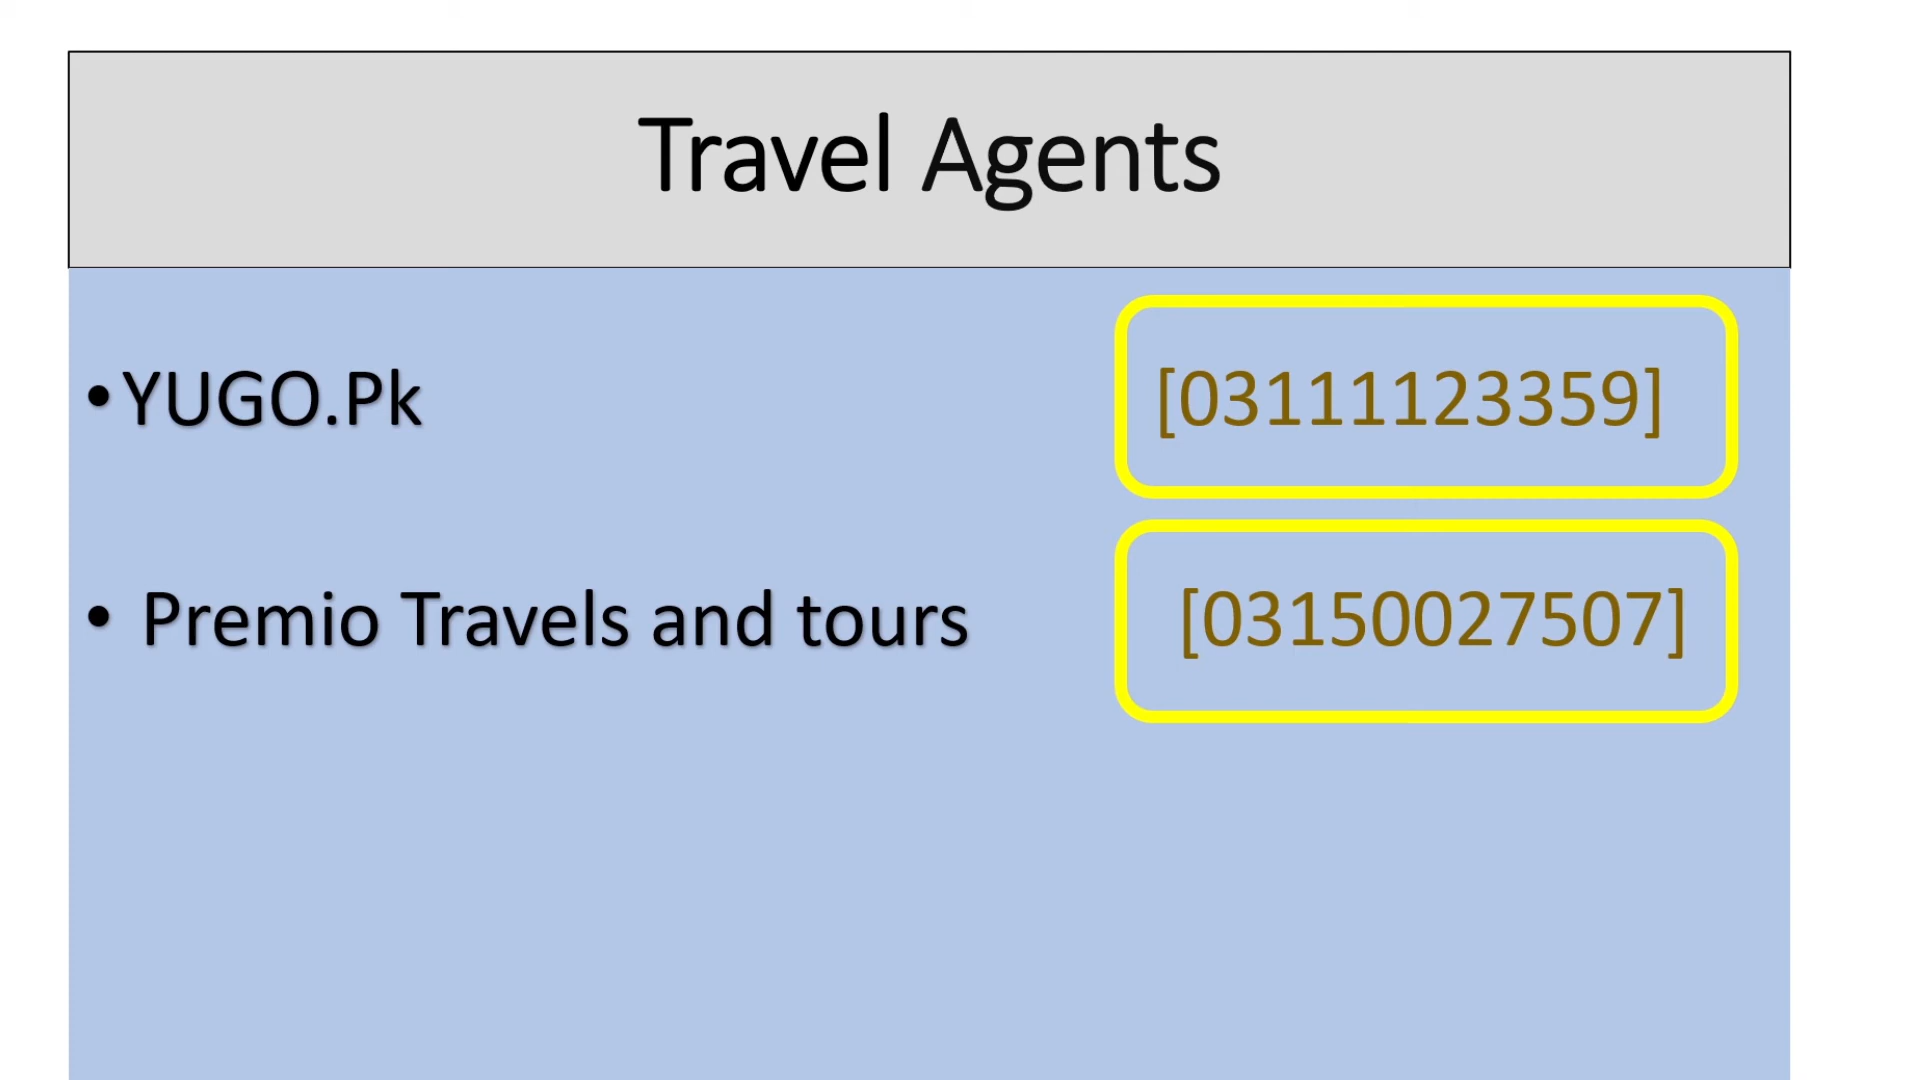 Travel Agents
•YUGO.Pk [03111123359]
• Premio Travels and tours [03150027507]